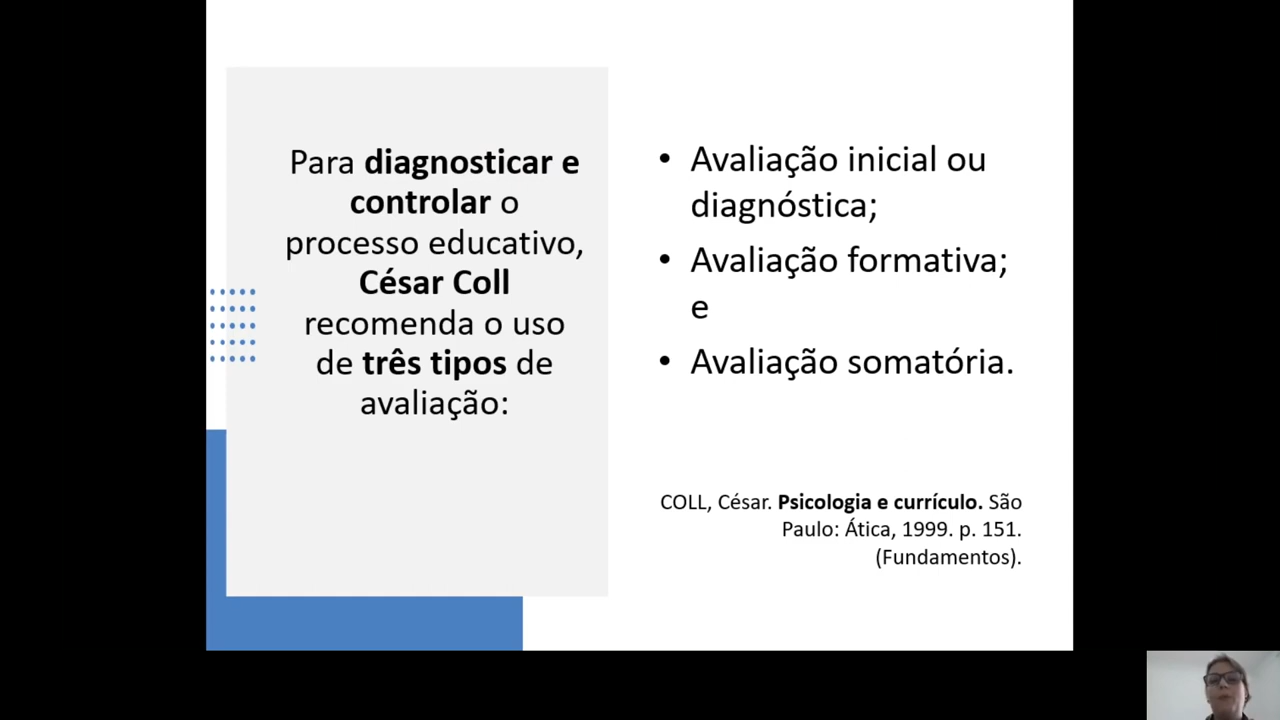 Para diagnosticar e
controlar o
processo educativo,
César Coll
recomenda o uso
de três tipos de
avaliação:
• Avaliação inicial ou
diagnóstica;
• Avaliação formativa;
e
• Avaliação somatória.
COLL, César. Psicologia e currículo. São
Paulo: Ática, 1999. p. 151.
(Fundamentos).